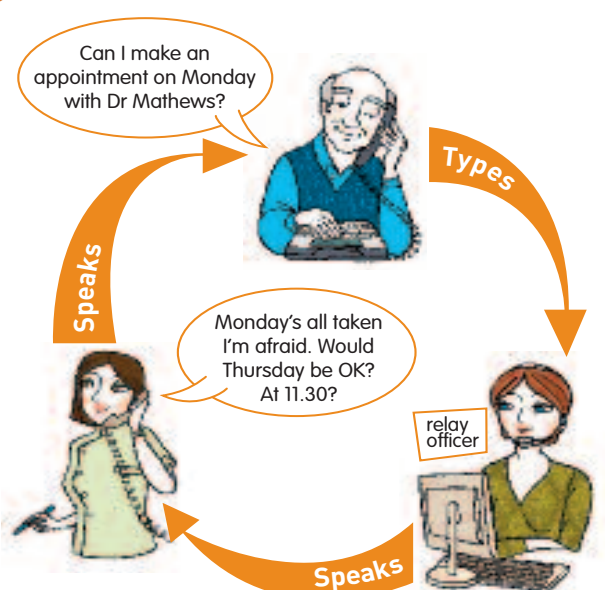 Can I make an
appointment on Monday
with Dr Mathews?
Types
Speaks
Monday's all taken
I'm afraid. Would
Thursday be OK?
At 11.30?
relay
officer
Speaks